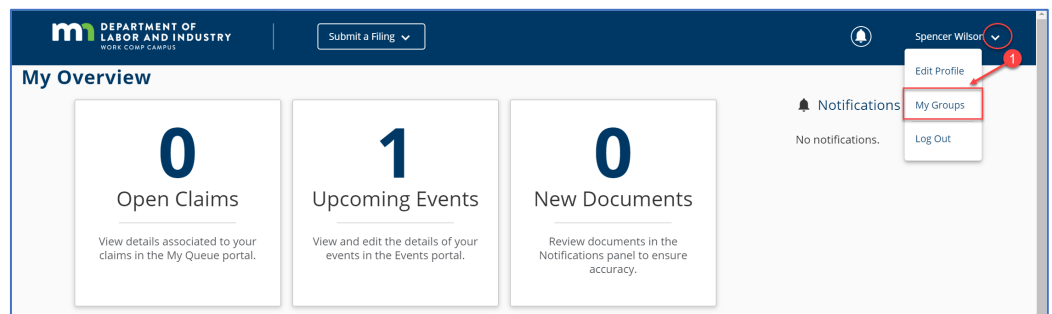 mn DEPARTMENT OF
LABOR AND INDUSTRY
WORK COMP CAMPUS
Submit a Filing
Spencer Wilson
1
Edit Profile
My Groups
Log Out
My Overview
0
Open Claims
View details associated to your
claims in the My Queue portal.
1
Upcoming Events
View and edit the details of your
events in the Events portal.
0
New Documents
Review documents in the
Notifications panel to ensure
accuracy.
Notifications
No notifications.